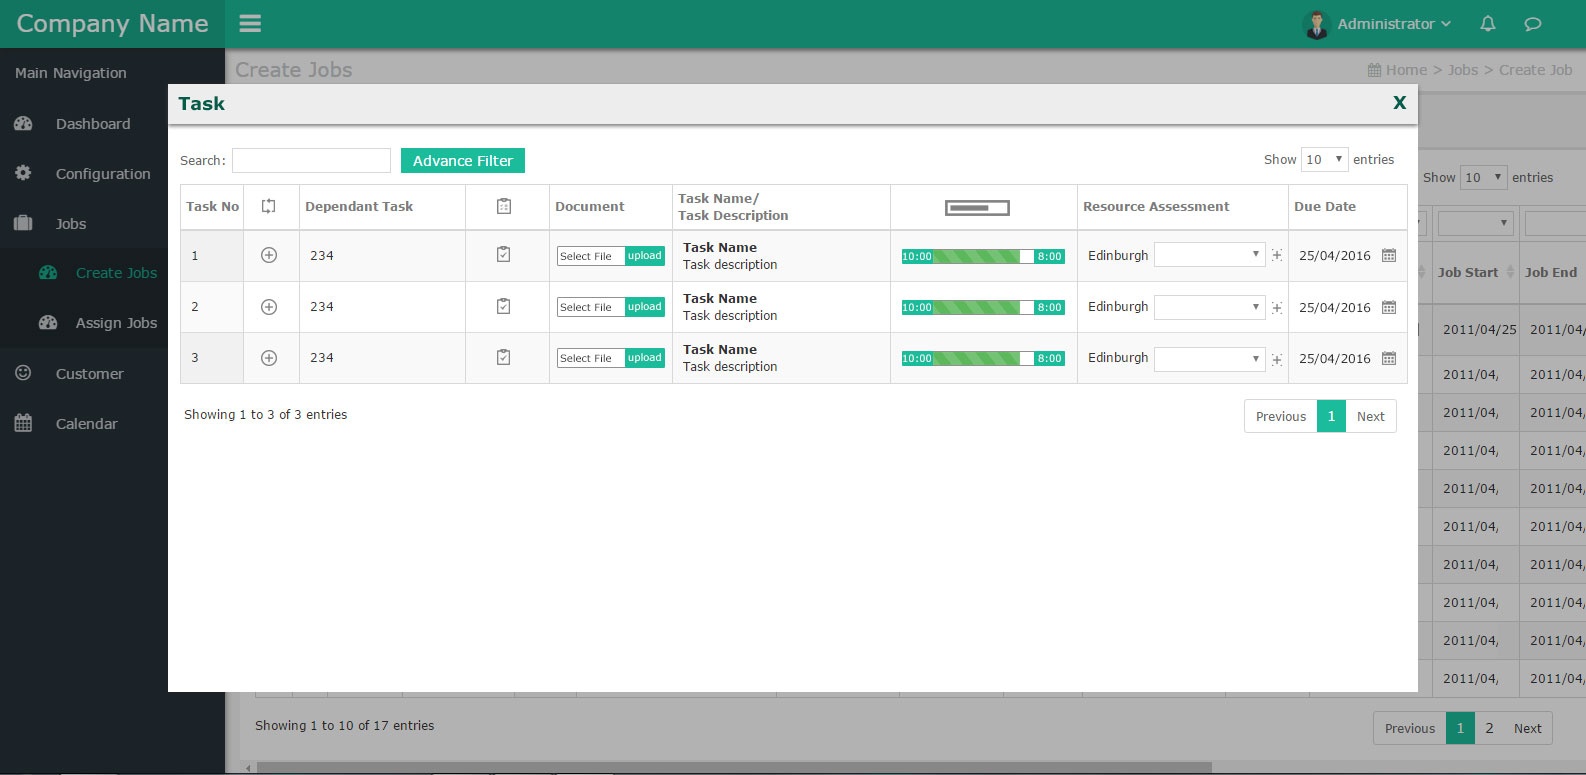 Company Name
Administrator
Main Navigation
Create Jobs
Home > Jobs > Create Job
Dashboard
Configuration
Jobs
Create Jobs
Assign Jobs
Customer
Calendar
Task
X
Search:
Advance Filter
Show 10 entries
Task No
Dependant Task
Document
Task Name/
Task Description
Resource Assessment
Due Date
1
234
Select File upload
Task Name
Task description
10:00 8:00
Edinburgh
25/04/2016
2
234
Select File upload
Task Name
Task description
10:00 8:00
Edinburgh
25/04/2016
3
234
Select File upload
Task Name
Task description
10:00 8:00
Edinburgh
25/04/2016
Showing 1 to 3 of 3 entries
Previous 1 Next
Show 10 entries
Job Start Job End
2011/04/25 2011/04/
2011/04, 2011/04,
2011/04, 2011/04,
2011/04, 2011/04,
2011/04, 2011/04,
2011/04, 2011/04,
2011/04, 2011/04,
2011/04, 2011/04,
2011/04, 2011/04,
2011/04, 2011/04,
Showing 1 to 10 of 17 entries
Previous 1 2 Next